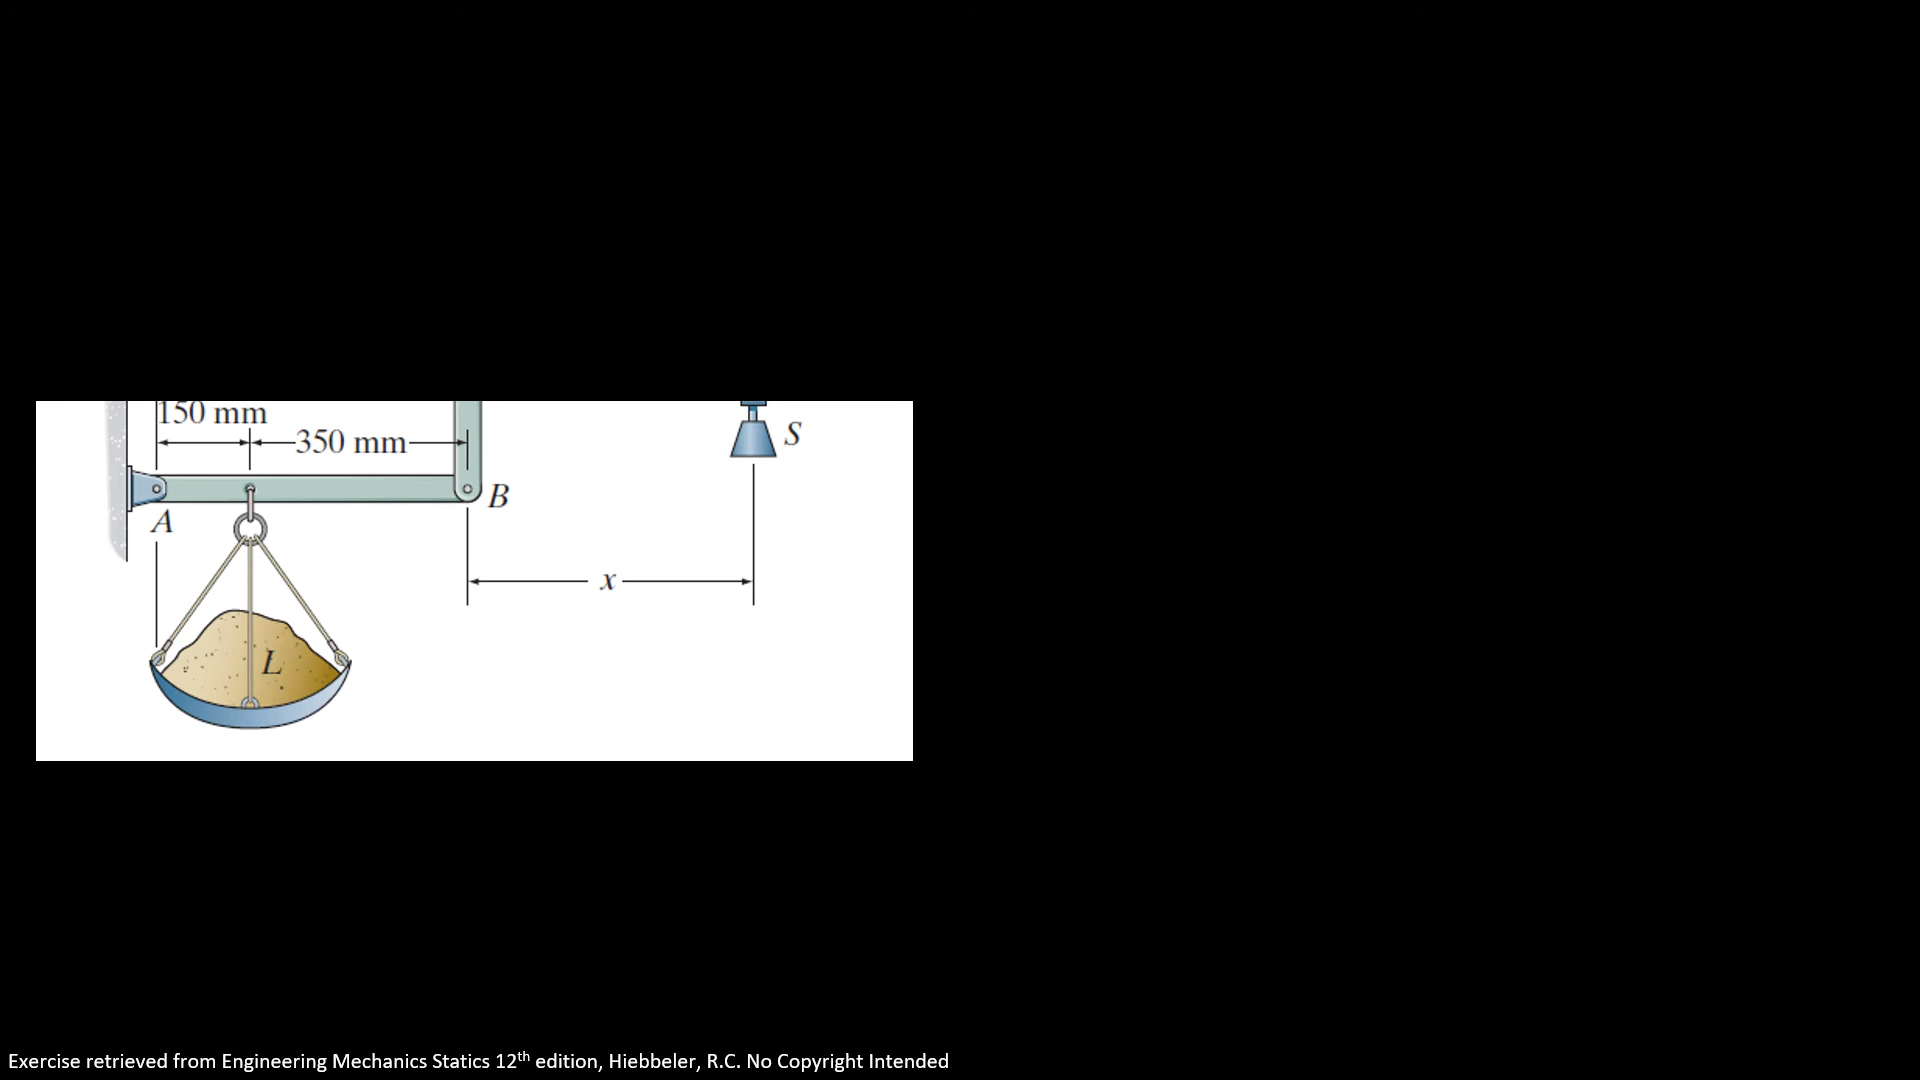 150 mm
350 mm
S
B
A
x
L
Exercise retrieved from Engineering Mechanics Statics 12th edition, Hiebbeler, R.C. No Copyright Intended